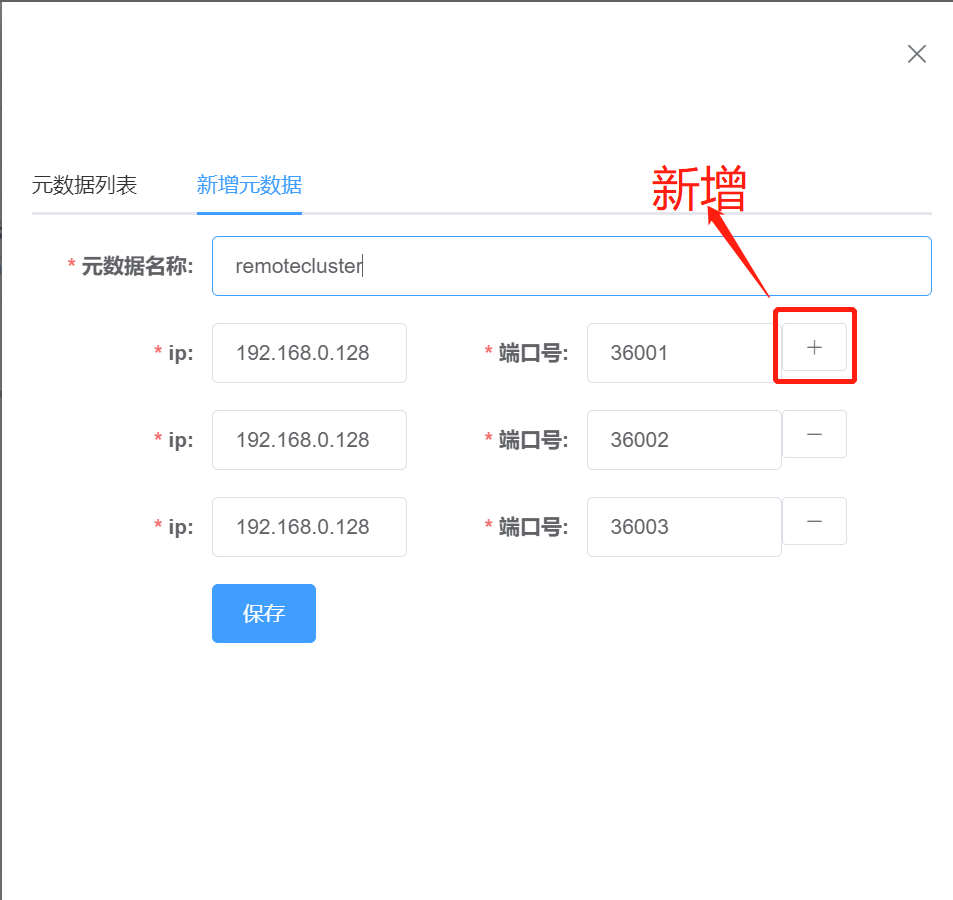 元数据列表 新增元数据 新增
* 元数据名称: remotecluster
* ip: 192.168.0.128 * 端口号: 36001 +
* ip: 192.168.0.128 * 端口号: 36002 −
* ip: 192.168.0.128 * 端口号: 36003 −
保存